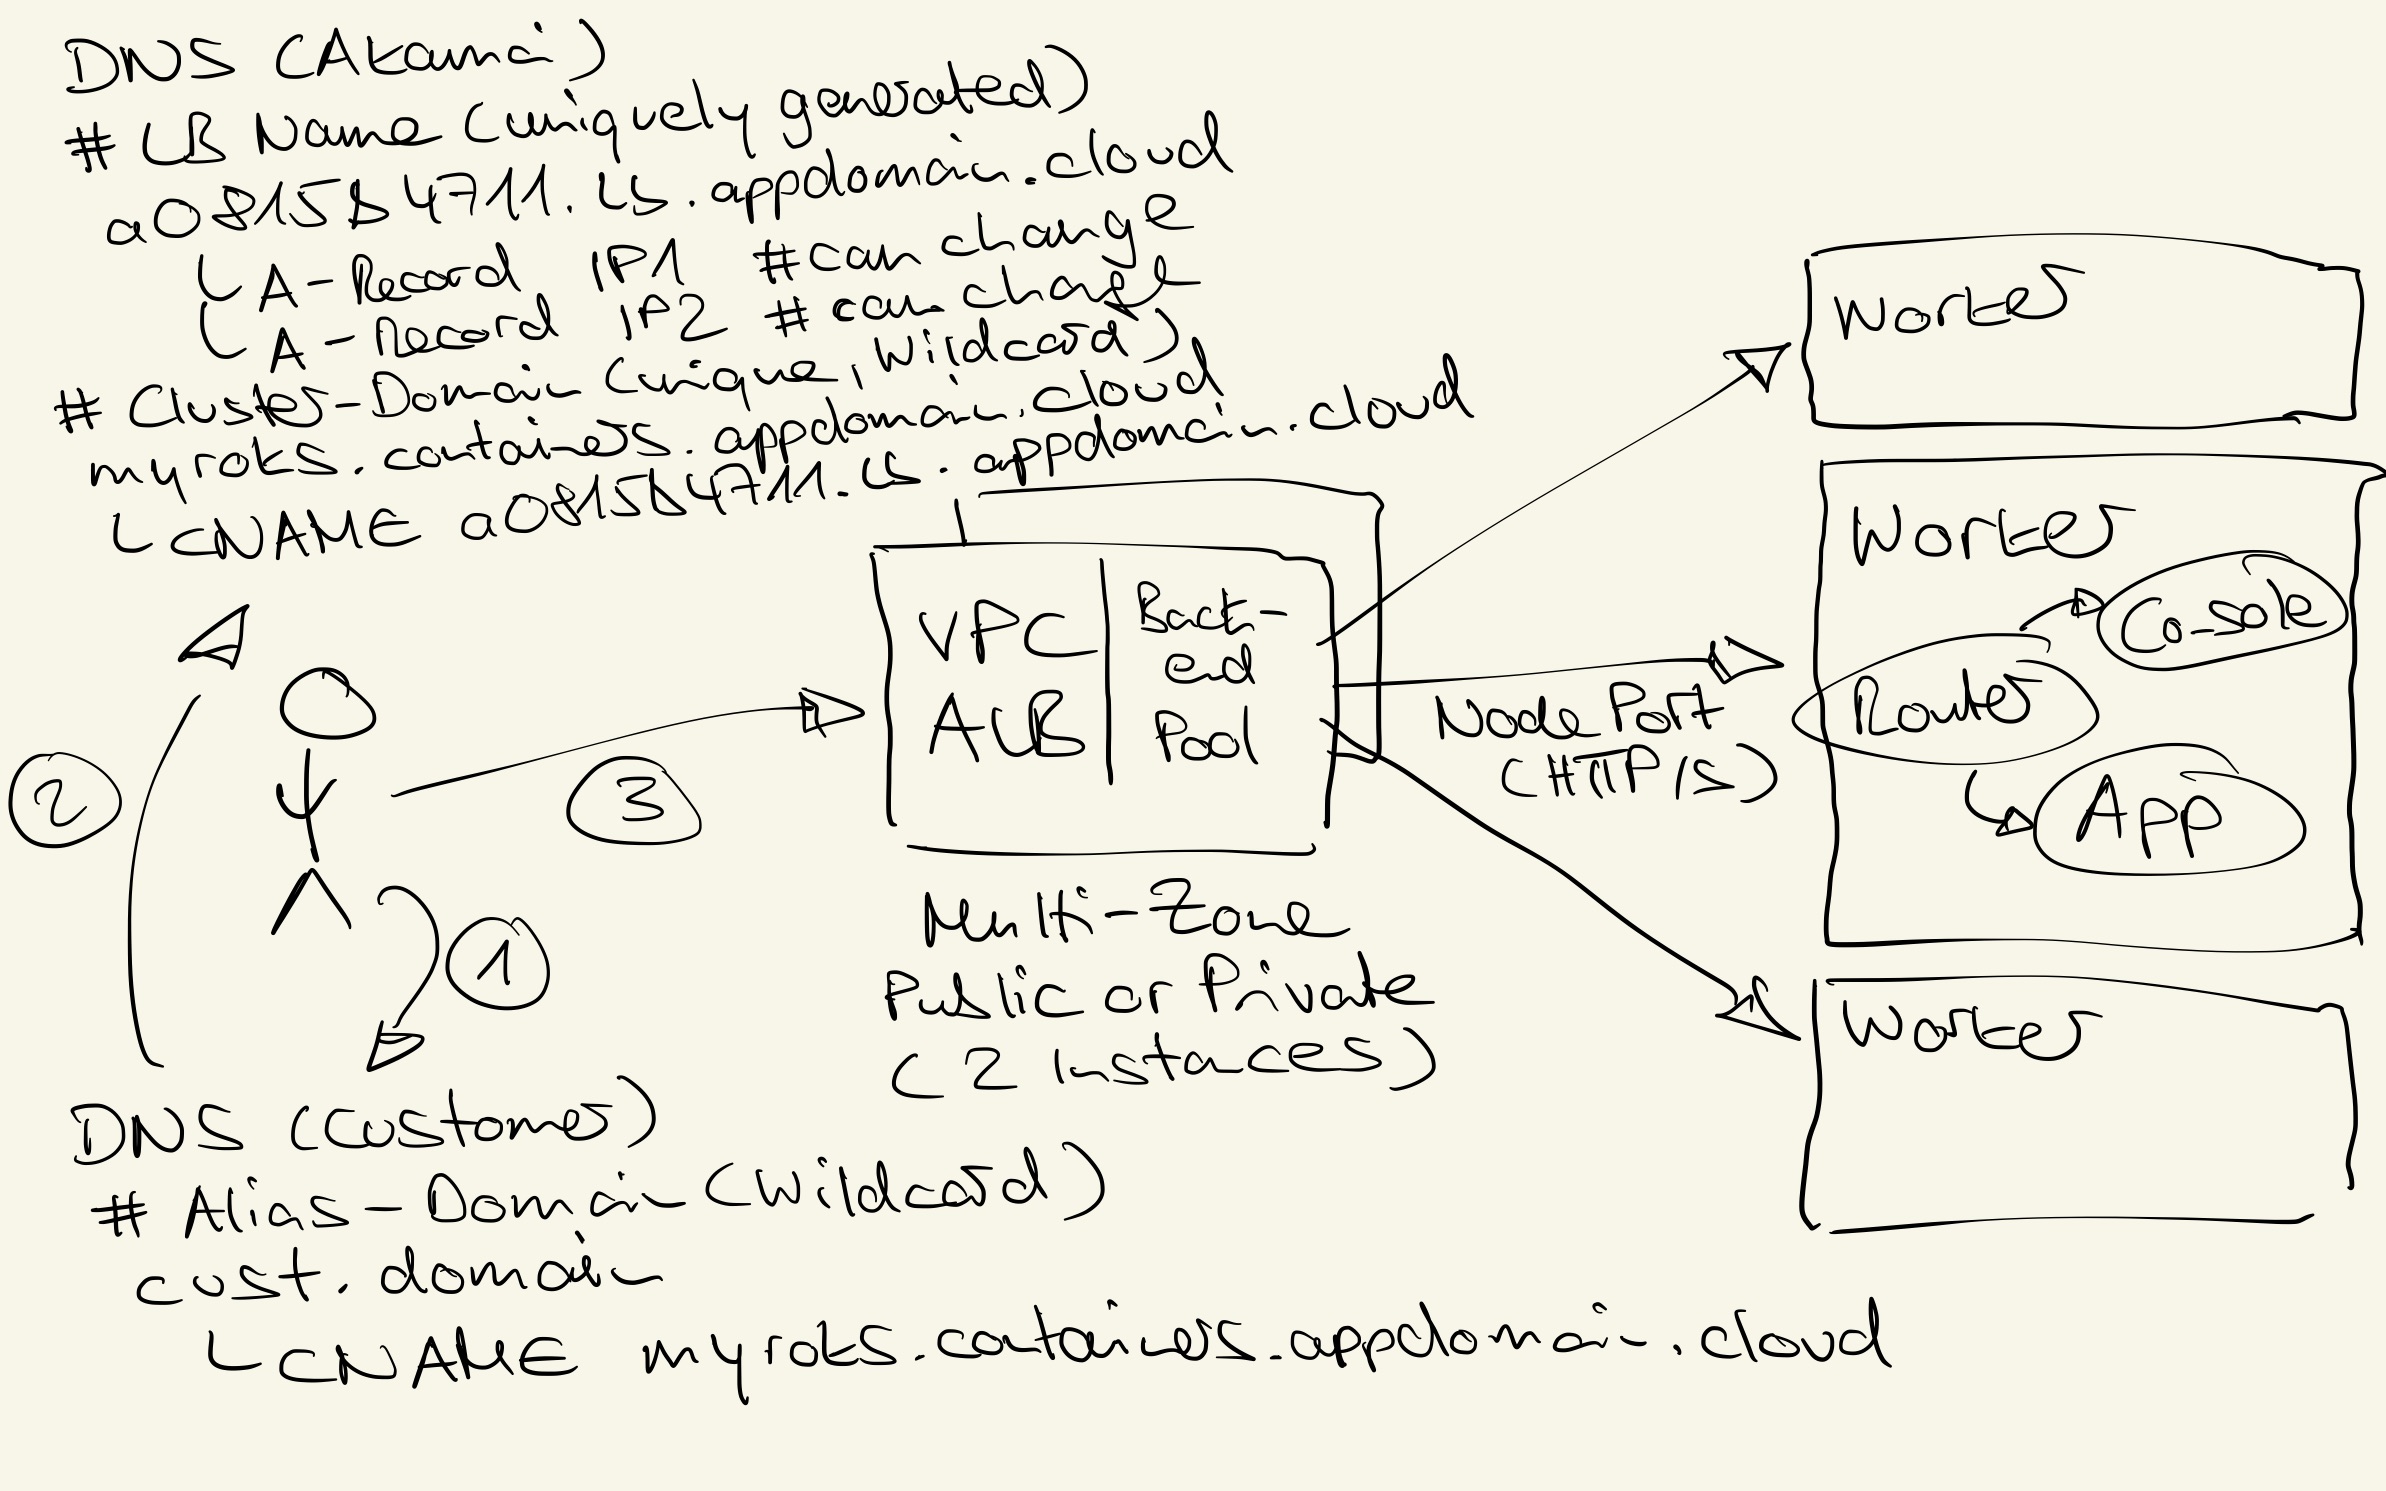 DNS (Akamai)
# LB Name (uniquely generated)
a0815b4711.lb.appdomain.cloud
└ A-Record IP1 #can change
└ A-Record IP2 #can change
# Cluster-Domain (unique, Wildcard)
myroks.containers.appdomain.cloud
└ CNAME a0815b4711.lb.appdomain.cloud
VPC
ALB
Back-
end
Pool
Multi-Zone
Public or Private
(2 Instances)
Node Port
(HTTP/S)
Worker
Worker
Console
Router
App
Worker
2
3
1
DNS (Customer)
# Alias-Domain (Wildcard)
cust.domain
└ CNAME myroks.containers.appdomain.cloud